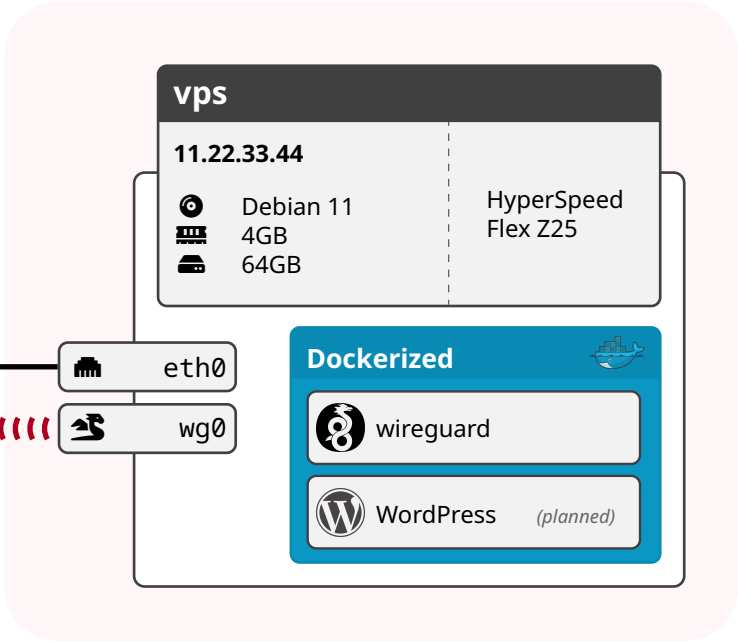 vps
11.22.33.44
Debian 11
4GB
64GB
HyperSpeed
Flex Z25
eth0
wg0
Dockerized
wireguard
WordPress (planned)